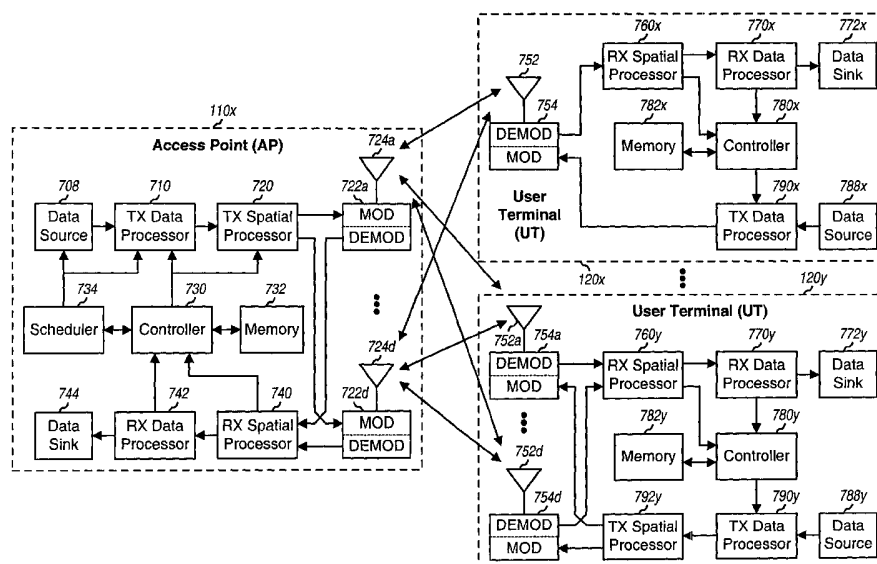 110x
Access Point (AP)
724a
708
710
720
722a
Data Source
TX Data Processor
TX Spatial Processor
MOD
DEMOD
734
730
732
Scheduler
Controller
Memory
724d
744
742
740
722d
Data Sink
RX Data Processor
RX Spatial Processor
MOD
DEMOD
760x
770x
772x
752
RX Spatial Processor
RX Data Processor
Data Sink
754
782x
780x
DEMOD
MOD
Memory
Controller
User Terminal (UT)
790x
788x
TX Data Processor
Data Source
120x
120y
User Terminal (UT)
752a
754a
760y
770y
772y
DEMOD
MOD
RX Spatial Processor
RX Data Processor
Data Sink
782y
780y
Memory
Controller
752d
754d
792y
790y
788y
DEMOD
MOD
TX Spatial Processor
TX Data Processor
Data Source